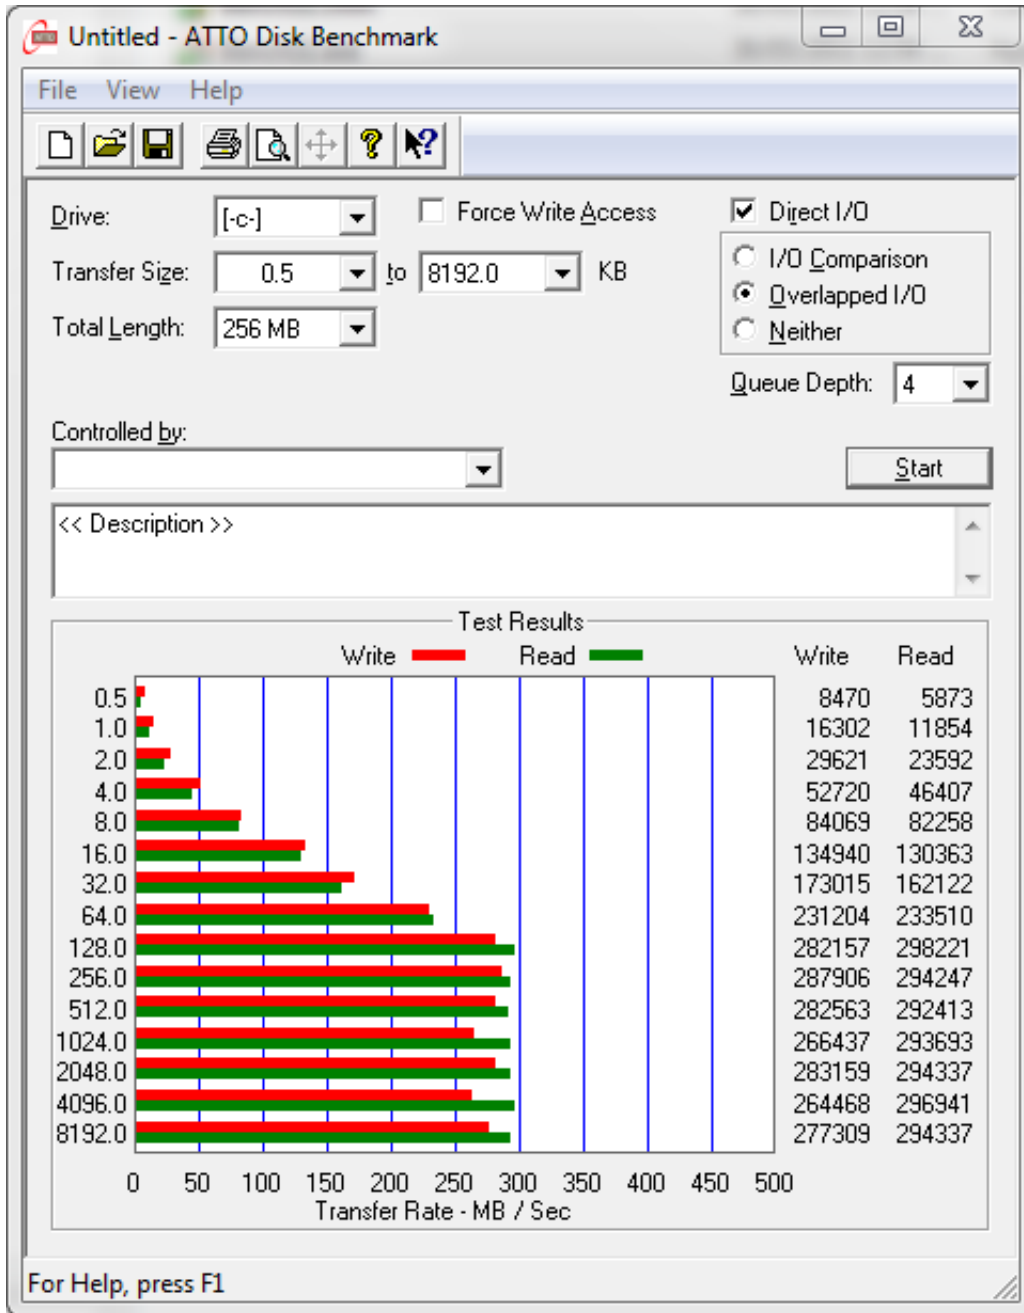 Untitled - ATTO Disk Benchmark
File View Help
Drive: [-c-] Force Write Access Direct I/O
Transfer Size: 0.5 to 8192.0 KB I/O Comparison
Overlapped I/O
Total Length: 256 MB Neither
Queue Depth: 4
Controlled by:
Start
<< Description >>
Test Results
Write Read Write Read
0.5 8470 5873
1.0 16302 11854
2.0 29621 23592
4.0 52720 46407
8.0 84069 82258
16.0 134940 130363
32.0 173015 162122
64.0 231204 233510
128.0 282157 298221
256.0 287906 294247
512.0 282563 292413
1024.0 266437 293693
2048.0 283159 294337
4096.0 264468 296941
8192.0 277309 294337
0 50 100 150 200 250 300 350 400 450 500
Transfer Rate - MB / Sec
For Help, press F1